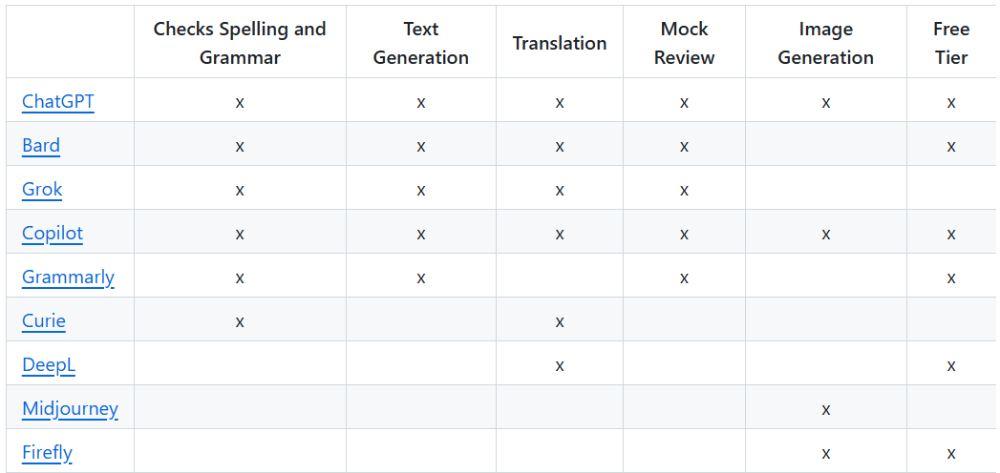 Checks Spelling and Grammar Text Generation Translation Mock Review Image Generation Free Tier
ChatGPT x x x x x x
Bard x x x x x
Grok x x x x
Copilot x x x x x x
Grammarly x x x x
Curie x x
DeepL x x
Midjourney x
Firefly x x